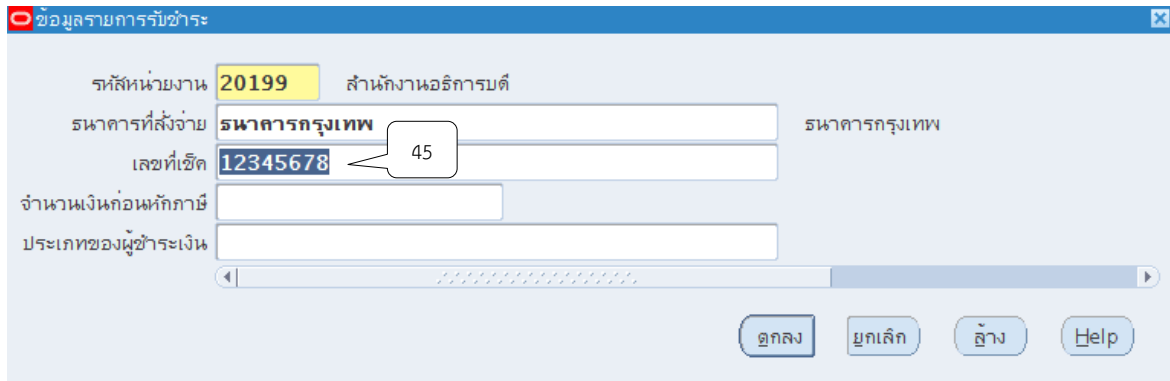 ข้อมูลรายการรับชำระ
รหัสหน่วยงาน 20199 สำนักงานอธิการบดี
ธนาคารที่สั่งจ่าย ธนาคารกรุงเทพ ธนาคารกรุงเทพ
เลขที่เช็ค 12345678 45
จำนวนเงินก่อนหักภาษี
ประเภทของผู้ชำระเงิน
ตกลง ยกเลิก ล้าง Help